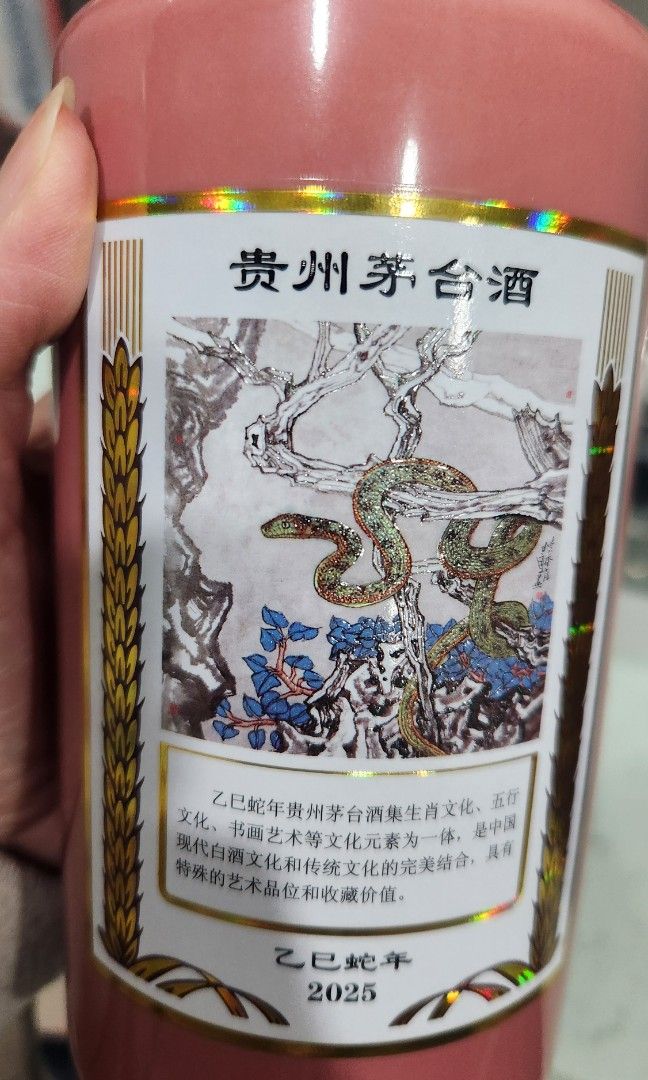 贵州茅台酒
乙巳蛇年贵州茅台酒集生肖文化、五行
文化、书画艺术等文化元素为一体，是中国
现代白酒文化和传统文化的完美结合，具有
特殊的艺术品位和收藏价值。
乙巳蛇年
2025